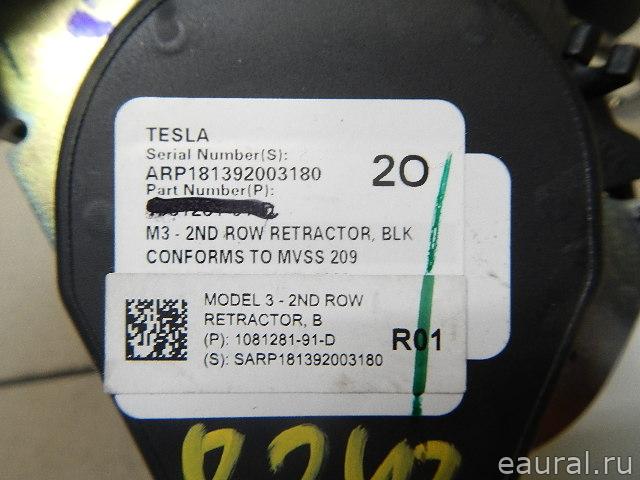 TESLA
Serial Number(S):
ARP181392003180
2O
Part Number(P):
M3 - 2ND ROW RETRACTOR, BLK
CONFORMS TO MVSS 209
MODEL 3 - 2ND ROW
RETRACTOR, B
(P): 1081281-91-D
R01
(S): SARP181392003180
eaural.ru